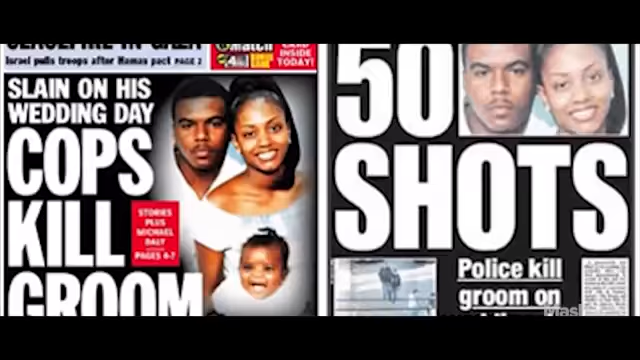 Israel pulls troops after Hamas pact PAGE 2
INSIDE
TODAY!
SLAIN ON HIS
WEDDING DAY
COPS
KILL
GROOM
STORIES
PLUS
MICHAEL
DALY
PAGES 4-7
50
SHOTS
Police kill
groom on